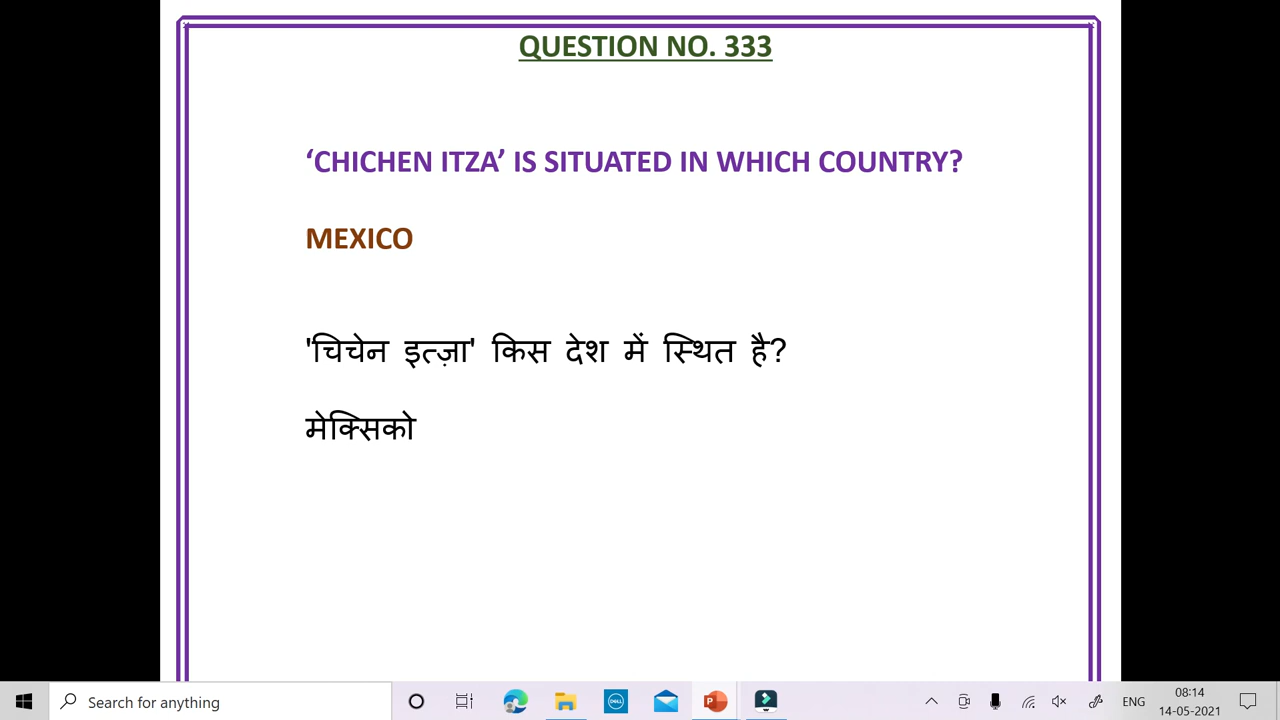 QUESTION NO. 333
‘CHICHEN ITZA’ IS SITUATED IN WHICH COUNTRY?
MEXICO
'चिचेन इत्ज़ा' किस देश में स्थित है?
मेक्सिको
Search for anything
DELL
P
ENG
08:14
14-05-2021